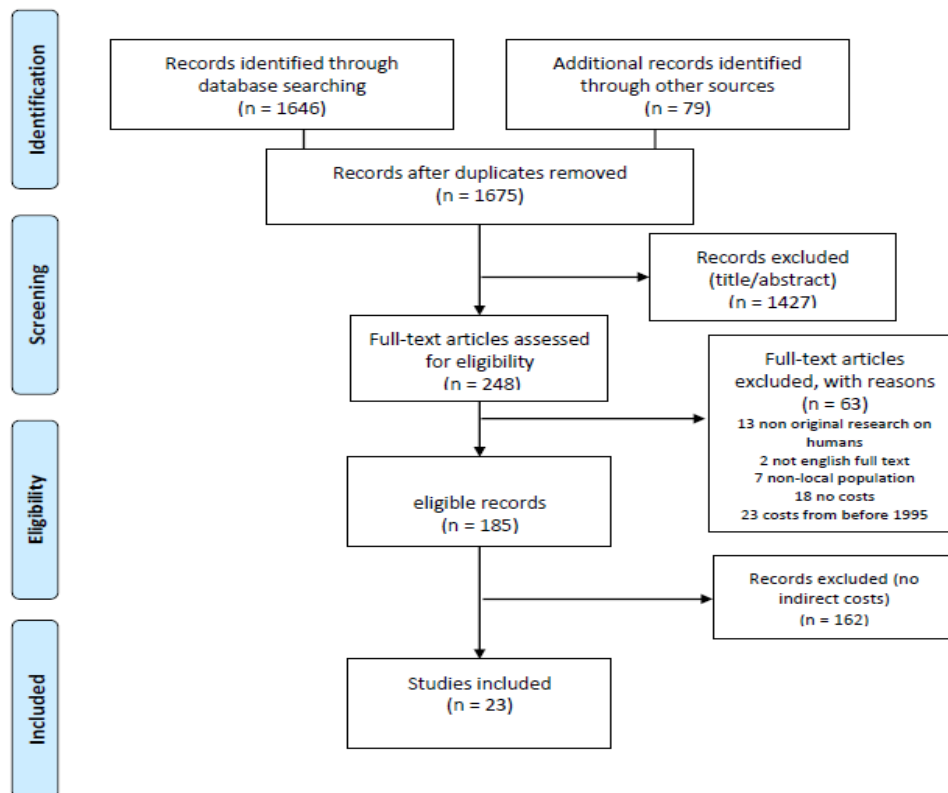 Identification
Records identified through
database searching
(n = 1646)
Additional records identified
through other sources
(n = 79)
Records after duplicates removed
(n = 1675)
Screening
Records excluded
(title/abstract)
(n = 1427)
Full-text articles assessed
for eligibility
(n = 248)
Full-text articles
excluded, with reasons
(n = 63)
13 non original research on
humans
2 not english full text
7 non-local population
18 no costs
23 costs from before 1995
Eligibility
eligible records
(n = 185)
Records excluded (no
indirect costs)
(n = 162)
Included
Studies included
(n = 23)